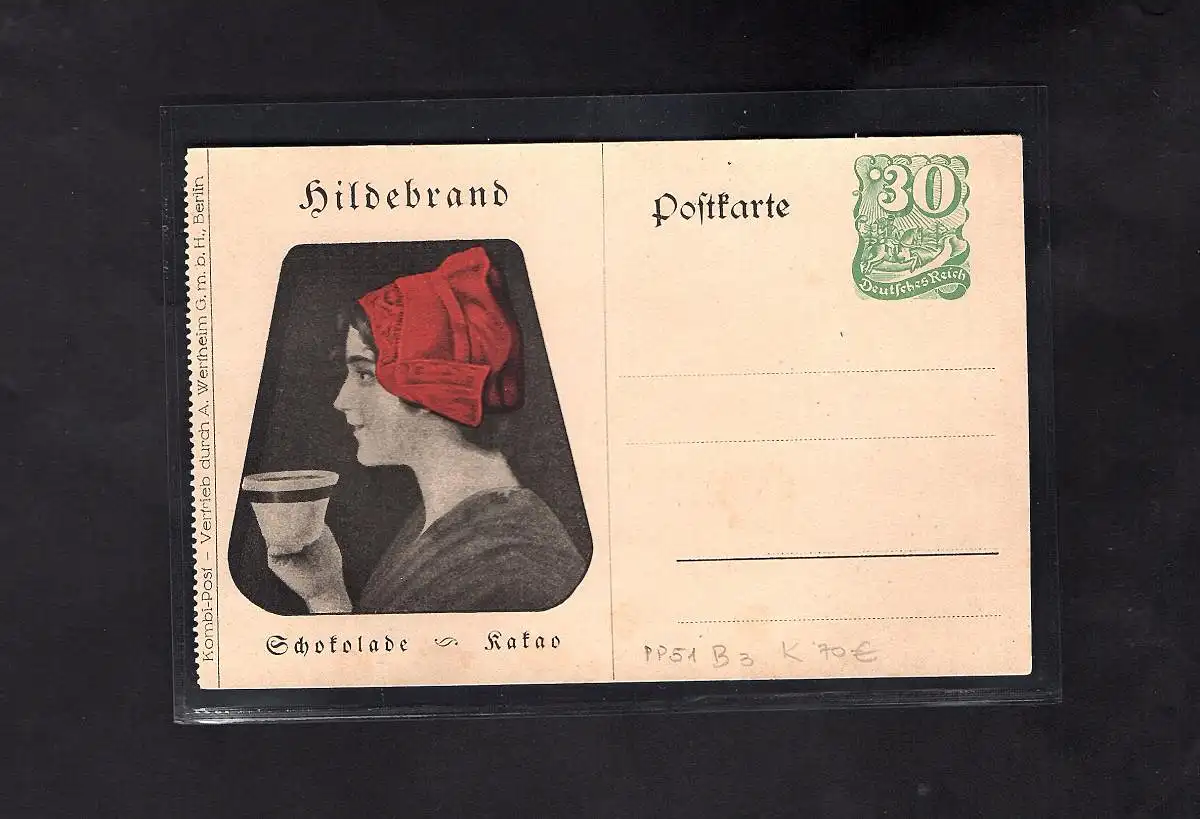 Kombi-Post – Vertrieb durch A. Wertheim G. m. b. H., Berlin
Hildebrand
Schokolade Kakao
Postkarte
30
Deutsches Reich
PP51 B3 K 70€